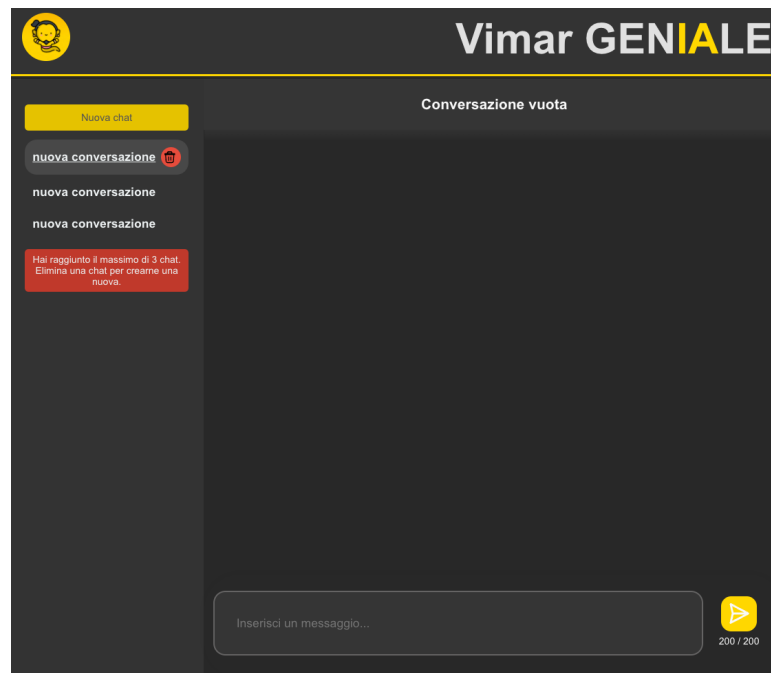 Vimar GENIALE
Nuova chat
nuova conversazione
nuova conversazione
nuova conversazione
Hai raggiunto il massimo di 3 chat.
Elimina una chat per crearne una
nuova.
Conversazione vuota
Inserisci un messaggio...
200 / 200